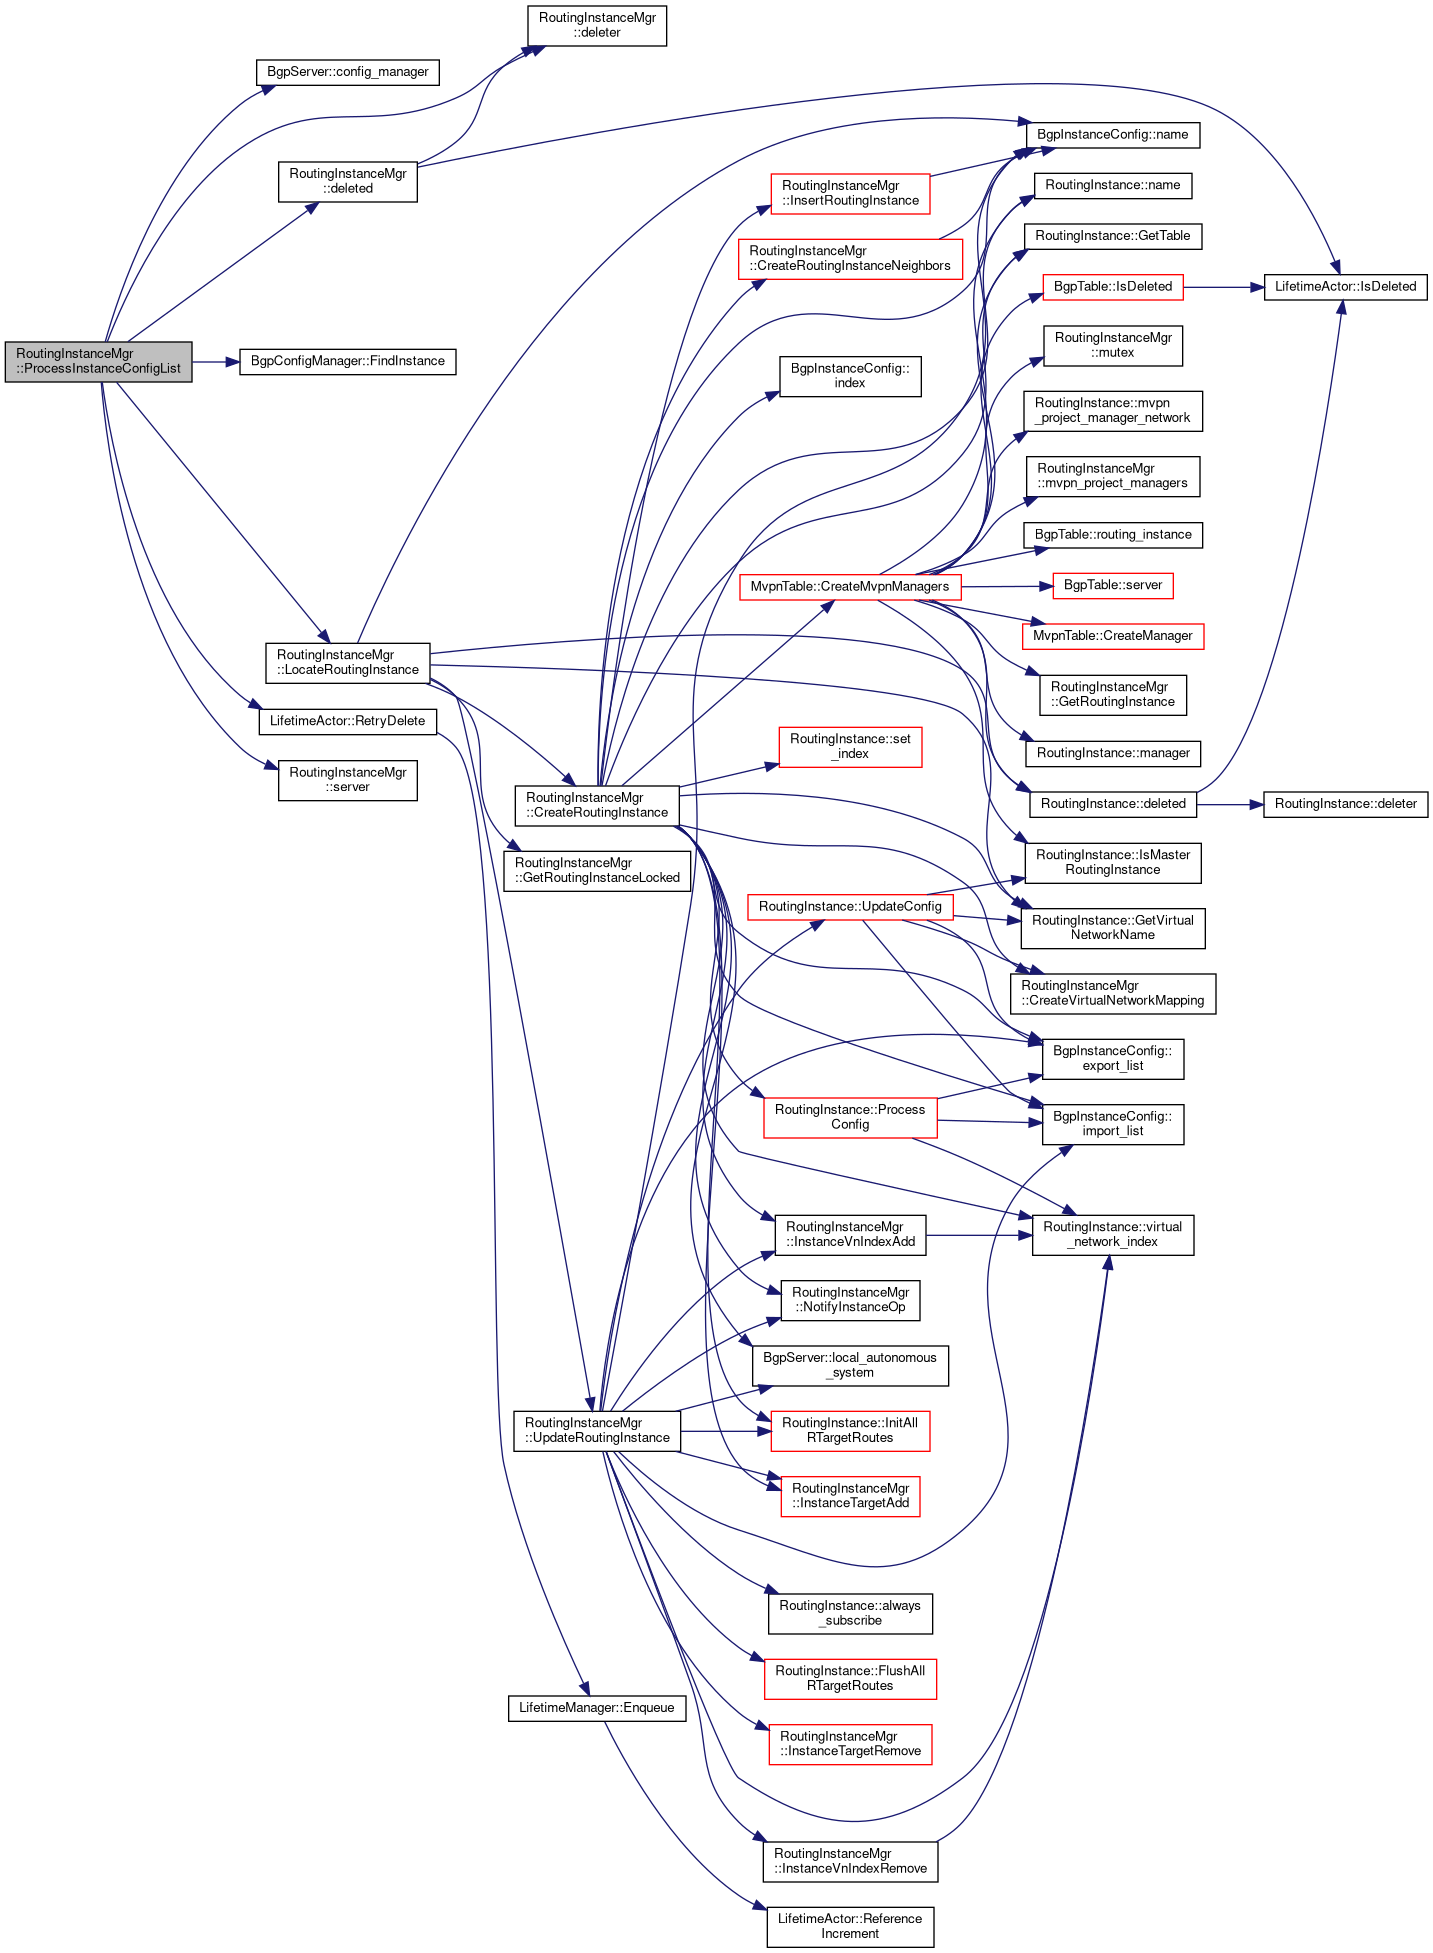 RoutingInstanceMgr
::ProcessInstanceConfigList
BgpServer::config_manager
RoutingInstanceMgr
::deleter
RoutingInstanceMgr
::deleted
BgpConfigManager::FindInstance
RoutingInstanceMgr
::LocateRoutingInstance
LifetimeActor::RetryDelete
RoutingInstanceMgr
::server
RoutingInstanceMgr
::CreateRoutingInstance
RoutingInstanceMgr
::GetRoutingInstanceLocked
RoutingInstanceMgr
::UpdateRoutingInstance
LifetimeManager::Enqueue
RoutingInstanceMgr
::InsertRoutingInstance
RoutingInstanceMgr
::CreateRoutingInstanceNeighbors
BgpInstanceConfig::
index
MvpnTable::CreateMvpnManagers
RoutingInstance::set
_index
RoutingInstance::UpdateConfig
RoutingInstance::Process
Config
RoutingInstanceMgr
::InstanceVnIndexAdd
RoutingInstanceMgr
::NotifyInstanceOp
BgpServer::local_autonomous
_system
RoutingInstance::InitAll
RTargetRoutes
RoutingInstanceMgr
::InstanceTargetAdd
RoutingInstance::always
_subscribe
RoutingInstance::FlushAll
RTargetRoutes
RoutingInstanceMgr
::InstanceTargetRemove
RoutingInstanceMgr
::InstanceVnIndexRemove
LifetimeActor::Reference
Increment
BgpInstanceConfig::name
RoutingInstance::name
RoutingInstance::GetTable
BgpTable::IsDeleted
RoutingInstanceMgr
::mutex
RoutingInstance::mvpn
_project_manager_network
RoutingInstanceMgr
::mvpn_project_managers
BgpTable::routing_instance
BgpTable::server
MvpnTable::CreateManager
RoutingInstanceMgr
::GetRoutingInstance
RoutingInstance::manager
RoutingInstance::deleted
RoutingInstance::IsMaster
RoutingInstance
RoutingInstance::GetVirtual
NetworkName
RoutingInstanceMgr
::CreateVirtualNetworkMapping
BgpInstanceConfig::
export_list
BgpInstanceConfig::
import_list
RoutingInstance::virtual
_network_index
LifetimeActor::IsDeleted
RoutingInstance::deleter